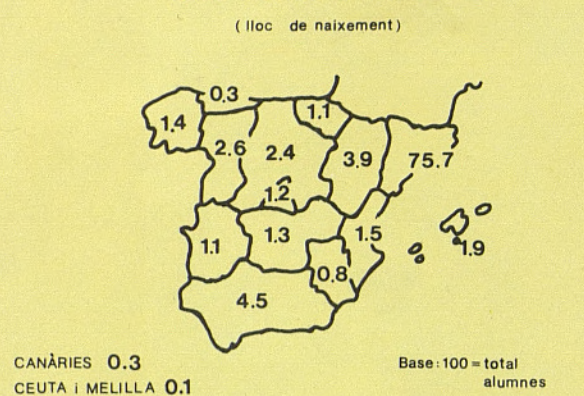 ( lloc de naixement )
0.3
1.1
1.4
2.6
2.4
3.9
75.7
1.2
1.1
1.3
1.5
1.9
0.8
4.5
CANÀRIES 0.3
CEUTA i MELILLA 0.1
Base : 100 = total
alumnes